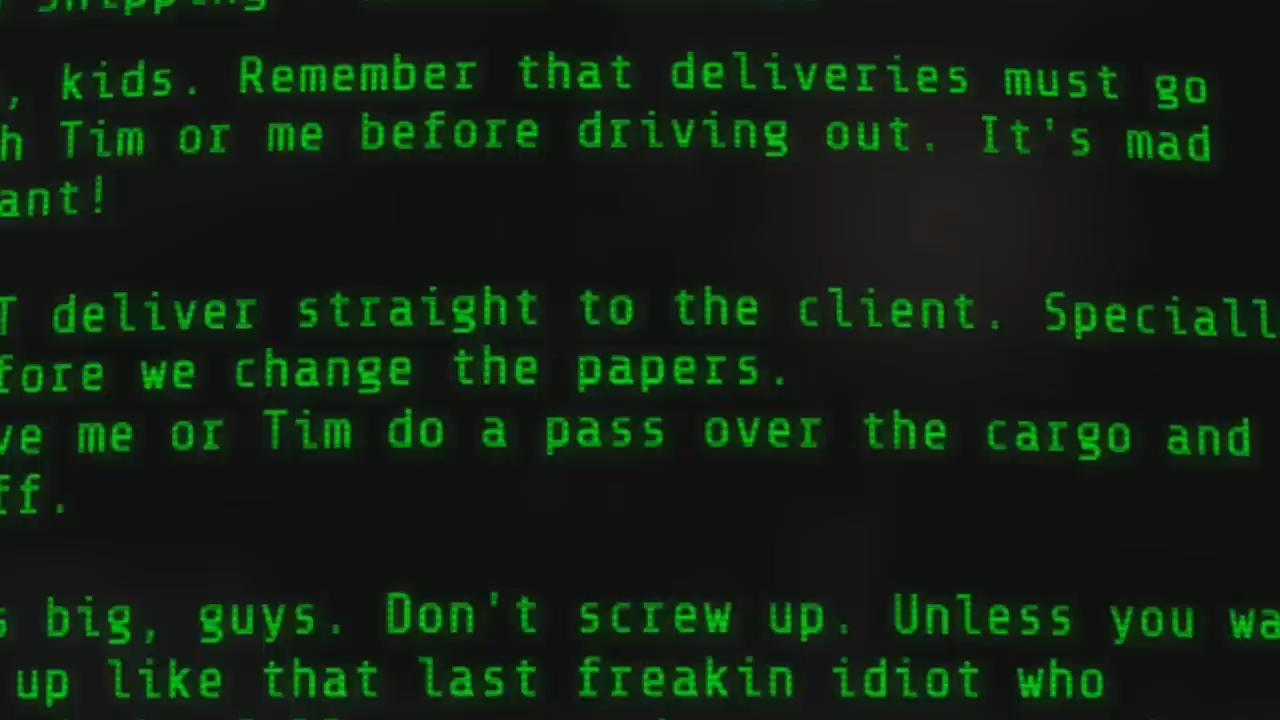 shipping
, kids. Remember that deliveries must go
h Tim or me before driving out. It's mad
ant!
T deliver straight to the client. Speciall
fore we change the papers.
ve me or Tim do a pass over the cargo and
ff.
s big, guys. Don't screw up. Unless you wa
up like that last freakin idiot who